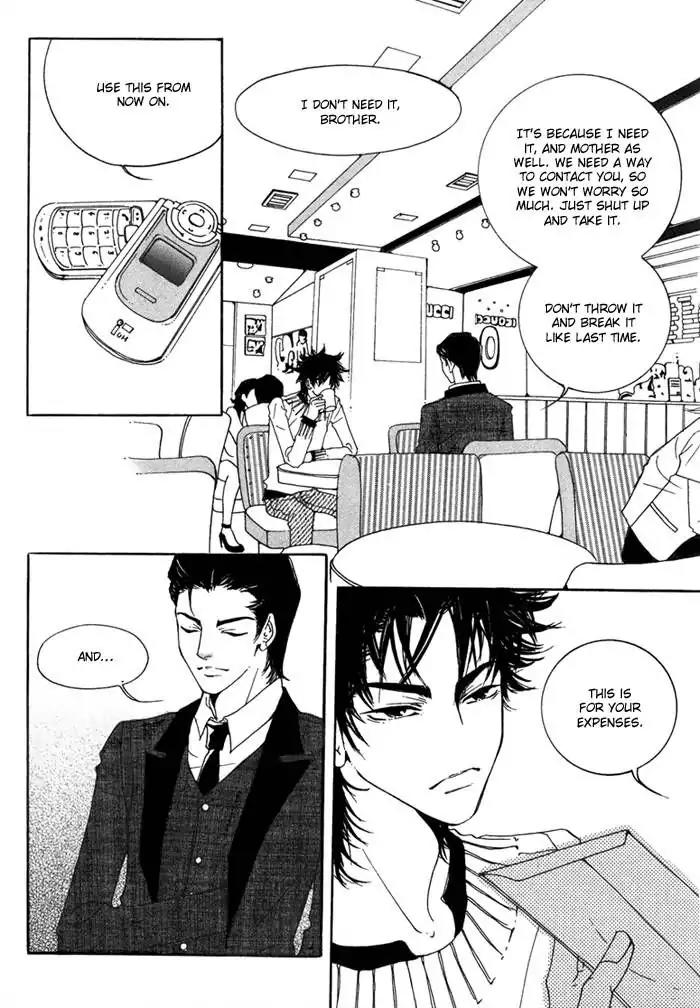 USE THIS FROM
NOW ON.
I DON'T NEED IT,
BROTHER.
IT'S BECAUSE I NEED
IT, AND MOTHER AS
WELL. WE NEED A WAY
TO CONTACT YOU, SO
WE WON'T WORRY SO
MUCH. JUST SHUT UP
AND TAKE IT.
DON'T THROW IT
AND BREAK IT
LIKE LAST TIME.
UCCI
AND...
THIS IS
FOR YOUR
EXPENSES.